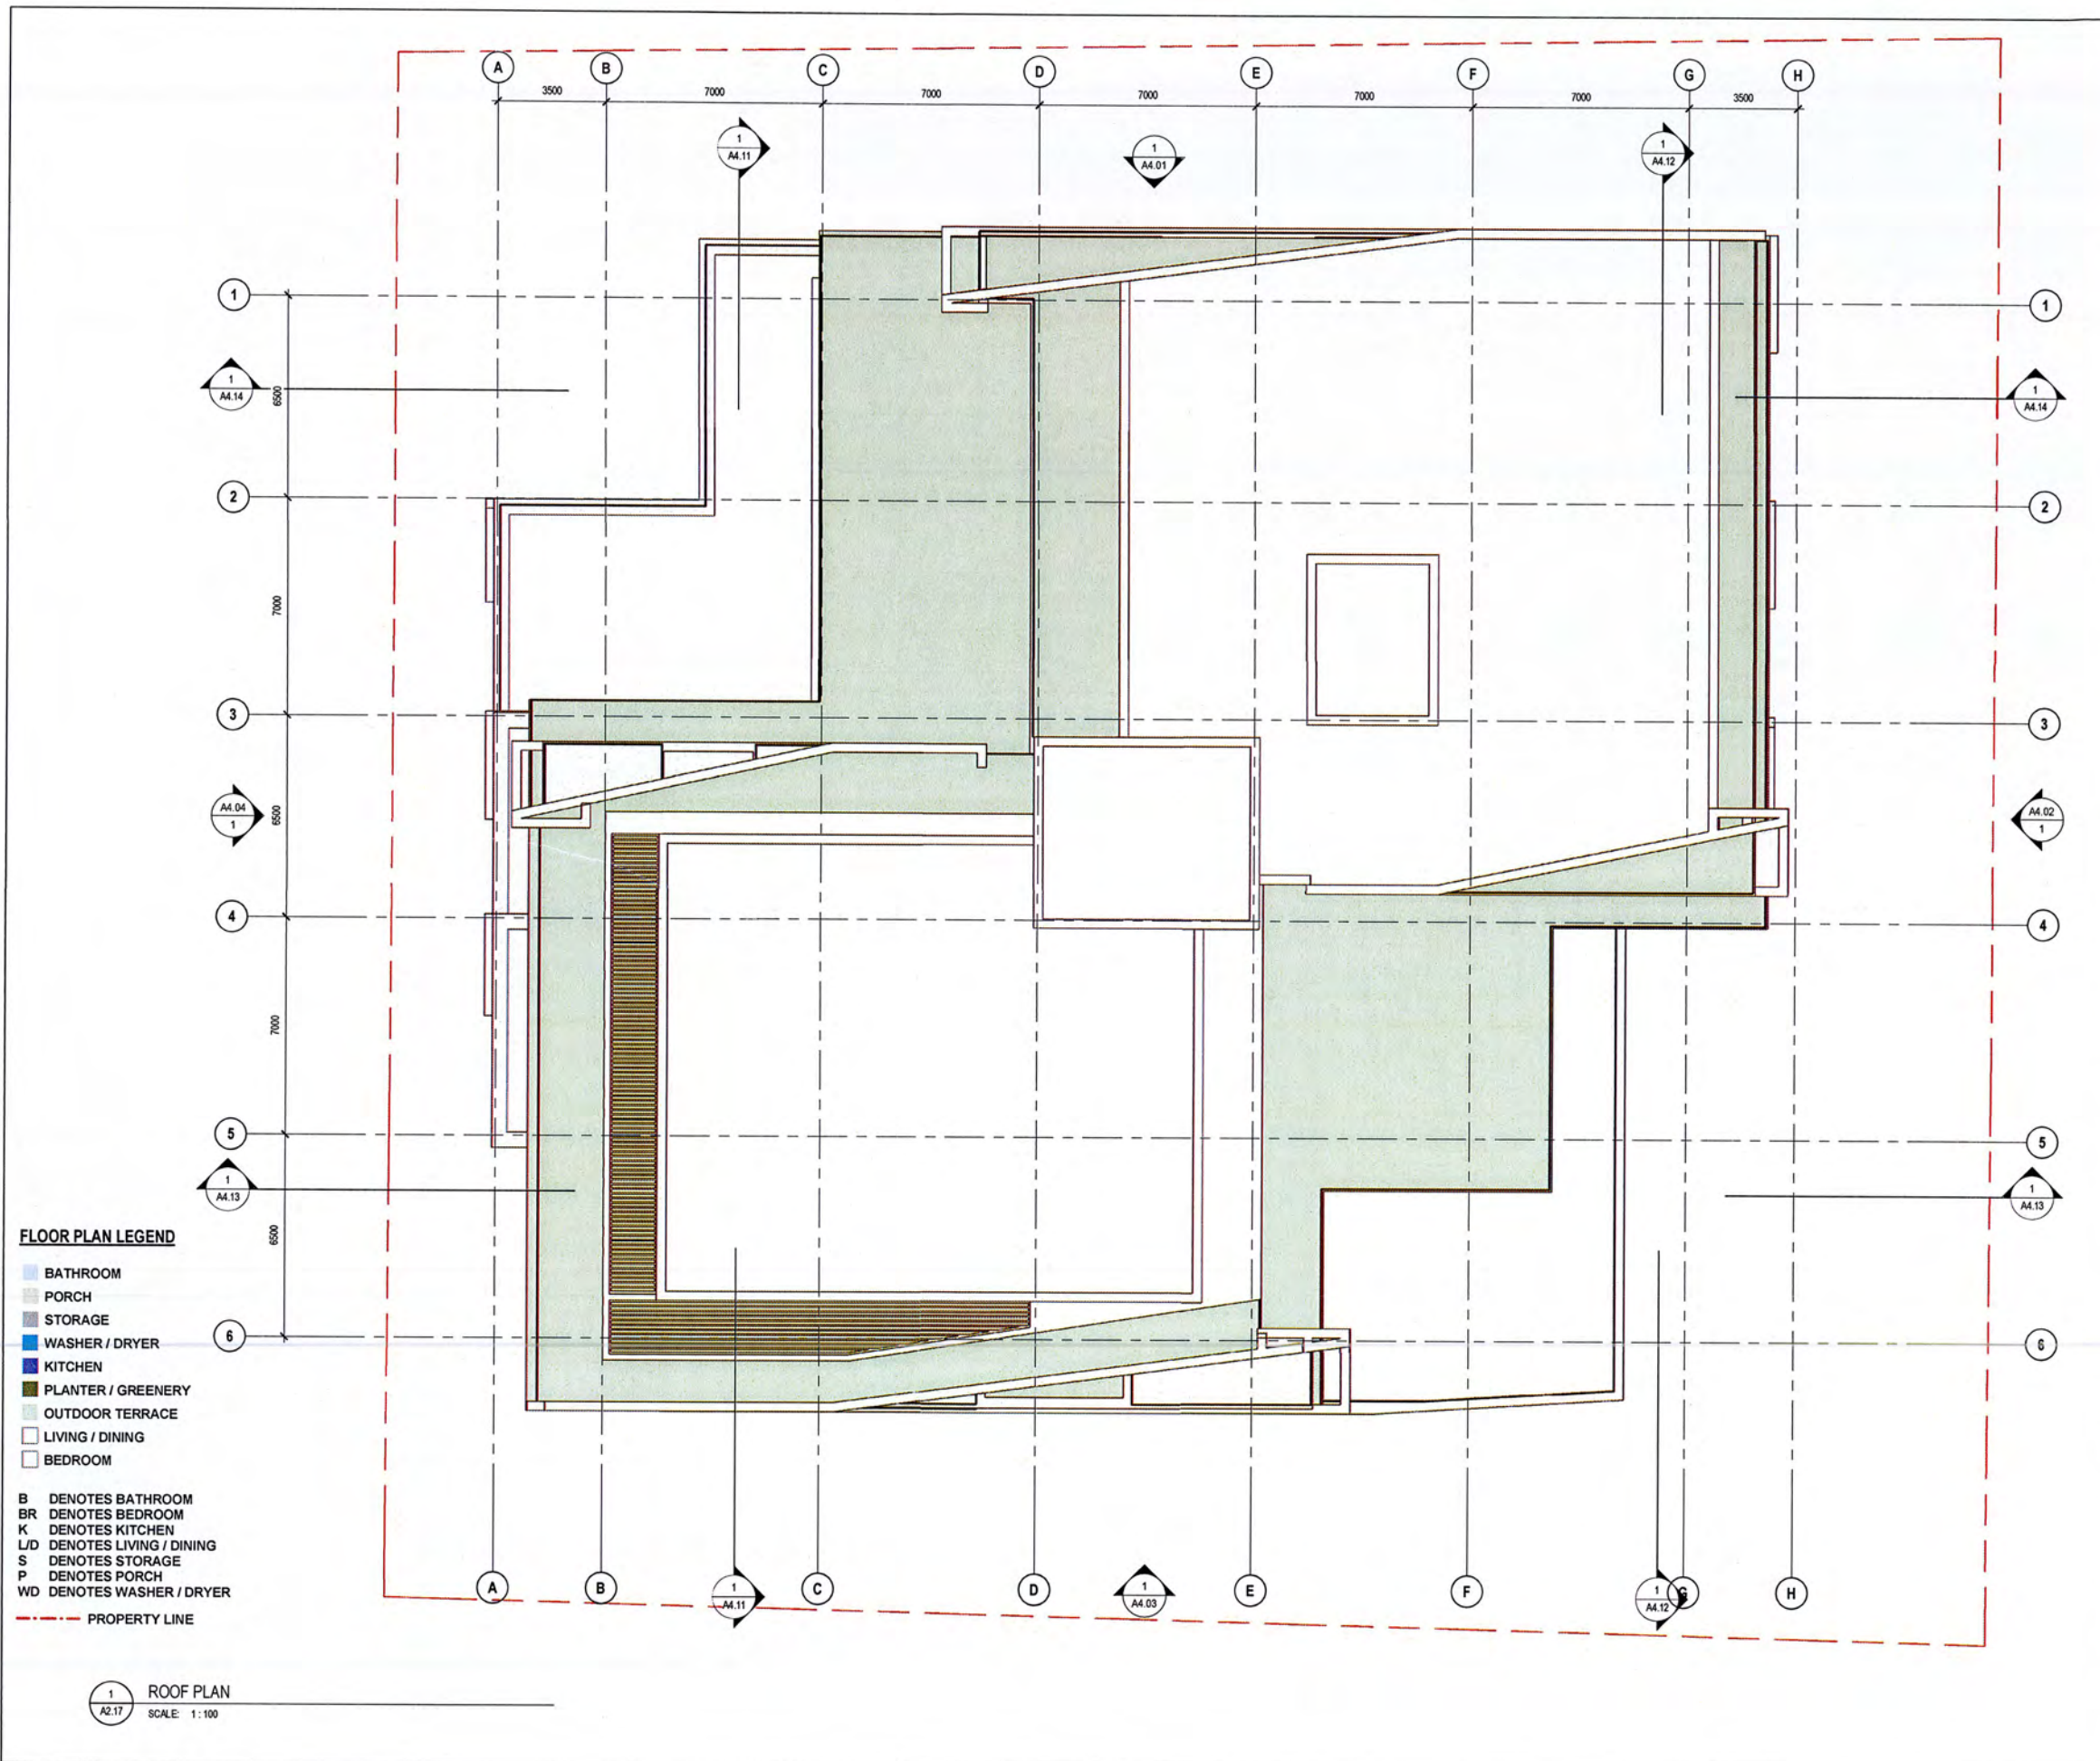 A B C D E F G H
3500 7000 7000 7000 7000 7000 3500
1
A4.11
1
A4.01
1
A4.12
1 1
6500
1
A4.14
1
A4.14
2 2
7000
3 3
6500
A4.04
1
A4.02
1
4 4
7000
5 5
1
A4.13
1
A4.13
6500
6 6
FLOOR PLAN LEGEND
BATHROOM
PORCH
STORAGE
WASHER / DRYER
KITCHEN
PLANTER / GREENERY
OUTDOOR TERRACE
LIVING / DINING
BEDROOM
B DENOTES BATHROOM
BR DENOTES BEDROOM
K DENOTES KITCHEN
L/D DENOTES LIVING / DINING
S DENOTES STORAGE
P DENOTES PORCH
WD DENOTES WASHER / DRYER
PROPERTY LINE
A B C D E F G H
1
A4.11
1
A4.03
1
A4.12
1
A2.17
ROOF PLAN
SCALE: 1 : 100